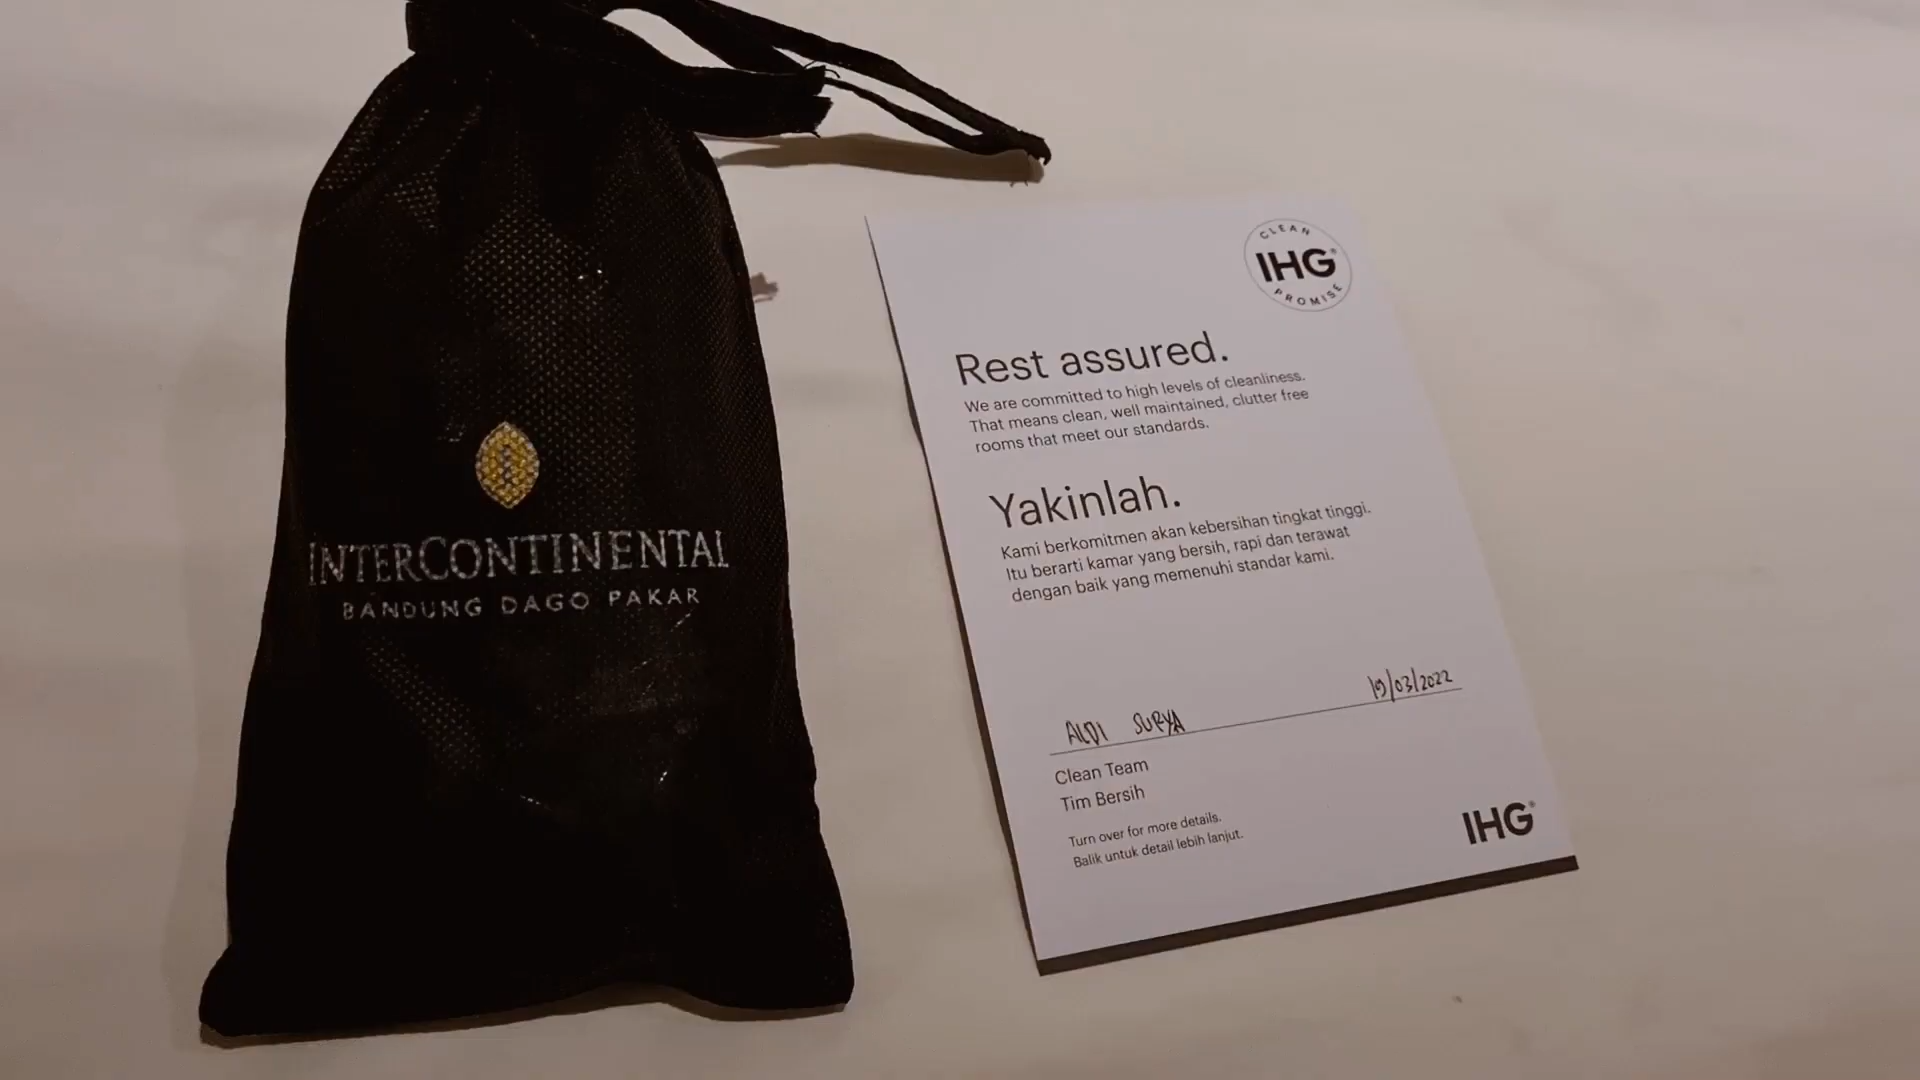 INTERCONTINENTAL
BANDUNG DAGO PAKAR
CLEAN
IHG®
PROMISE
Rest assured.
We are committed to high levels of cleanliness.
That means clean, well maintained, clutter free
rooms that meet our standards.
Yakinlah.
Kami berkomitmen akan kebersihan tingkat tinggi.
Itu berarti kamar yang bersih, rapi dan terawat
dengan baik yang memenuhi standar kami.
ALDI SURYA 19/03/2022
Clean Team
Tim Bersih
Turn over for more details.
Balik untuk detail lebih lanjut.
IHG®